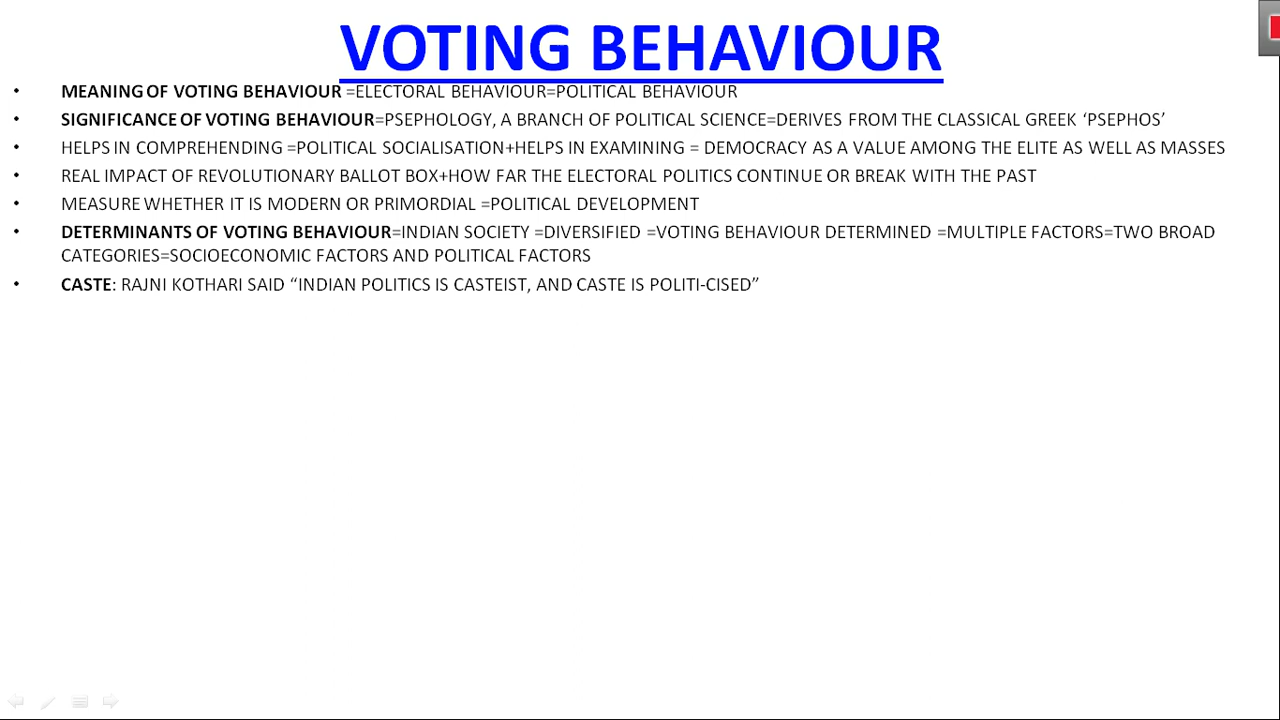 VOTING BEHAVIOUR
• MEANING OF VOTING BEHAVIOUR =ELECTORAL BEHAVIOUR=POLITICAL BEHAVIOUR
• SIGNIFICANCE OF VOTING BEHAVIOUR=PSEPHOLOGY, A BRANCH OF POLITICAL SCIENCE=DERIVES FROM THE CLASSICAL GREEK ‘PSEPHOS’
• HELPS IN COMPREHENDING =POLITICAL SOCIALISATION+HELPS IN EXAMINING = DEMOCRACY AS A VALUE AMONG THE ELITE AS WELL AS MASSES
• REAL IMPACT OF REVOLUTIONARY BALLOT BOX+HOW FAR THE ELECTORAL POLITICS CONTINUE OR BREAK WITH THE PAST
• MEASURE WHETHER IT IS MODERN OR PRIMORDIAL =POLITICAL DEVELOPMENT
• DETERMINANTS OF VOTING BEHAVIOUR=INDIAN SOCIETY =DIVERSIFIED =VOTING BEHAVIOUR DETERMINED =MULTIPLE FACTORS=TWO BROAD
CATEGORIES=SOCIOECONOMIC FACTORS AND POLITICAL FACTORS
• CASTE: RAJNI KOTHARI SAID “INDIAN POLITICS IS CASTEIST, AND CASTE IS POLITI-CISED”